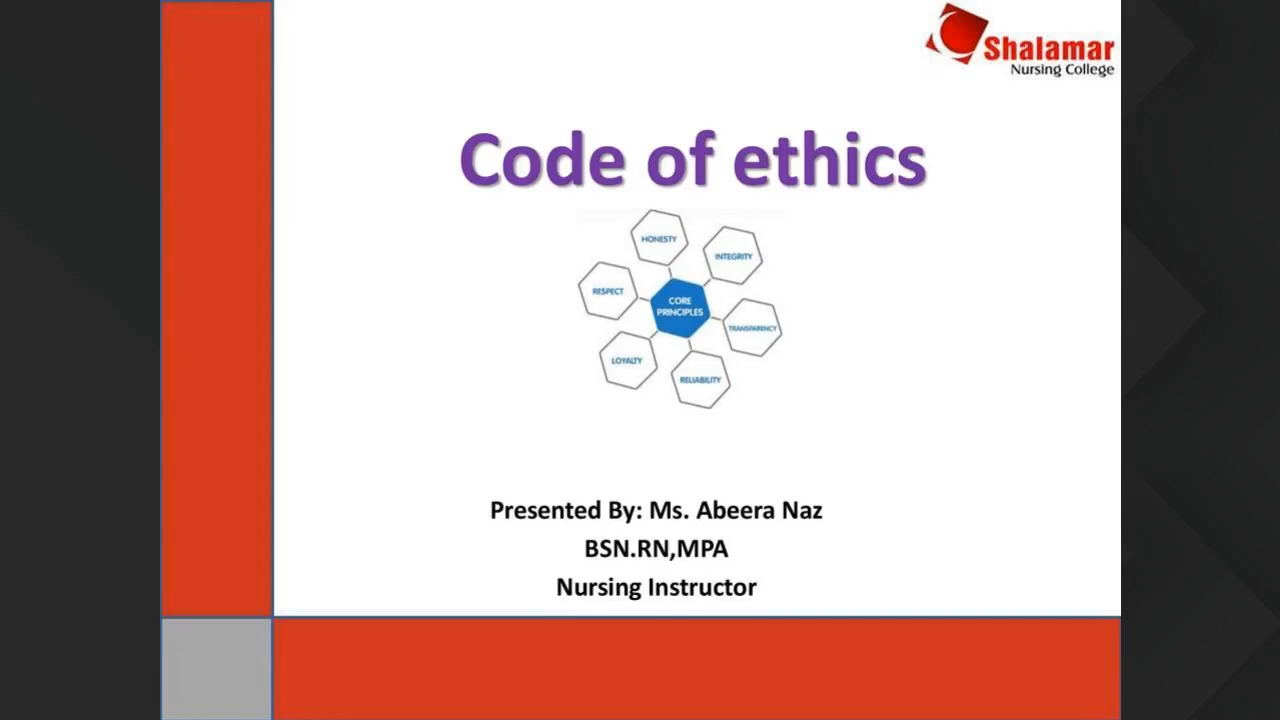 Shalamar
Nursing College
Code of ethics
HONESTY
INTEGRITY
RESPECT
CORE
PRINCIPLES
TRANSPARENCY
LOYALTY
RELIABILITY
Presented By: Ms. Abeera Naz
BSN.RN,MPA
Nursing Instructor